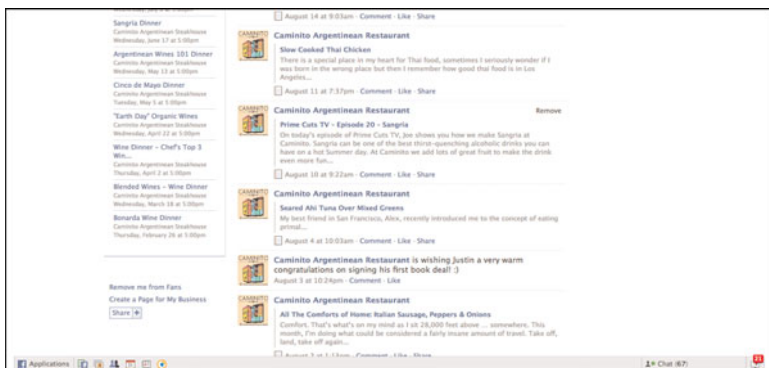 Sangria Dinner
Caminito Argentinean Steakhouse
Wednesday, June 17 at 5:00pm
Argentinean Wines 101 Dinner
Caminito Argentinean Steakhouse
Wednesday, May 13 at 5:00pm
Cinco de Mayo Dinner
Caminito Argentinean Steakhouse
Tuesday, May 5 at 5:00pm
"Earth Day" Organic Wines
Caminito Argentinean Steakhouse
Wednesday, April 22 at 5:00pm
Wine Dinner - Chef's Top 3
Win...
Caminito Argentinean Steakhouse
Thursday, April 2 at 5:00pm
Blended Wines - Wine Dinner
Caminito Argentinean Steakhouse
Wednesday, March 18 at 5:00pm
Bonarda Wine Dinner
Caminito Argentinean Steakhouse
Thursday, February 26 at 5:00pm
Remove me from Fans
Create a Page for My Business
Share +
August 14 at 9:03am · Comment · Like · Share
CAMINITO
Caminito Argentinean Restaurant
Slow Cooked Thai Chicken
There is a special place in my heart for Thai food, sometimes I seriously wonder if I
was born in the wrong place but then I remember how good thai food is in Los
Angeles...
August 11 at 7:37pm · Comment · Like · Share
CAMINITO
Caminito Argentinean Restaurant
Remove
Prime Cuts TV - Episode 20 - Sangria
On today's episode of Prime Cuts TV, Joe shows you how we make Sangria at
Caminito. Sangria can be one of the best thirst-quenching alcoholic drinks you can
have on a hot Summer day. At Caminito we add lots of great fruit to make the drink
even more fun...
August 10 at 9:22am · Comment · Like · Share
CAMINITO
Caminito Argentinean Restaurant
Seared Ahi Tuna Over Mixed Greens
My best friend in San Francisco, Alex, recently introduced me to the concept of eating
primal...
August 4 at 10:03am · Comment · Like · Share
CAMINITO
Caminito Argentinean Restaurant is wishing Justin a very warm
congratulations on signing his first book deal! :)
August 3 at 10:24pm · Comment · Like
CAMINITO
Caminito Argentinean Restaurant
All The Comforts of Home: Italian Sausage, Peppers & Onions
Comfort. That's what's on my mind as I sit 28,000 feet above ... somewhere. This
month, I'm doing what could be considered a fairly insane amount of travel. Take off,
land, take off again...
Applications
Chat (67)